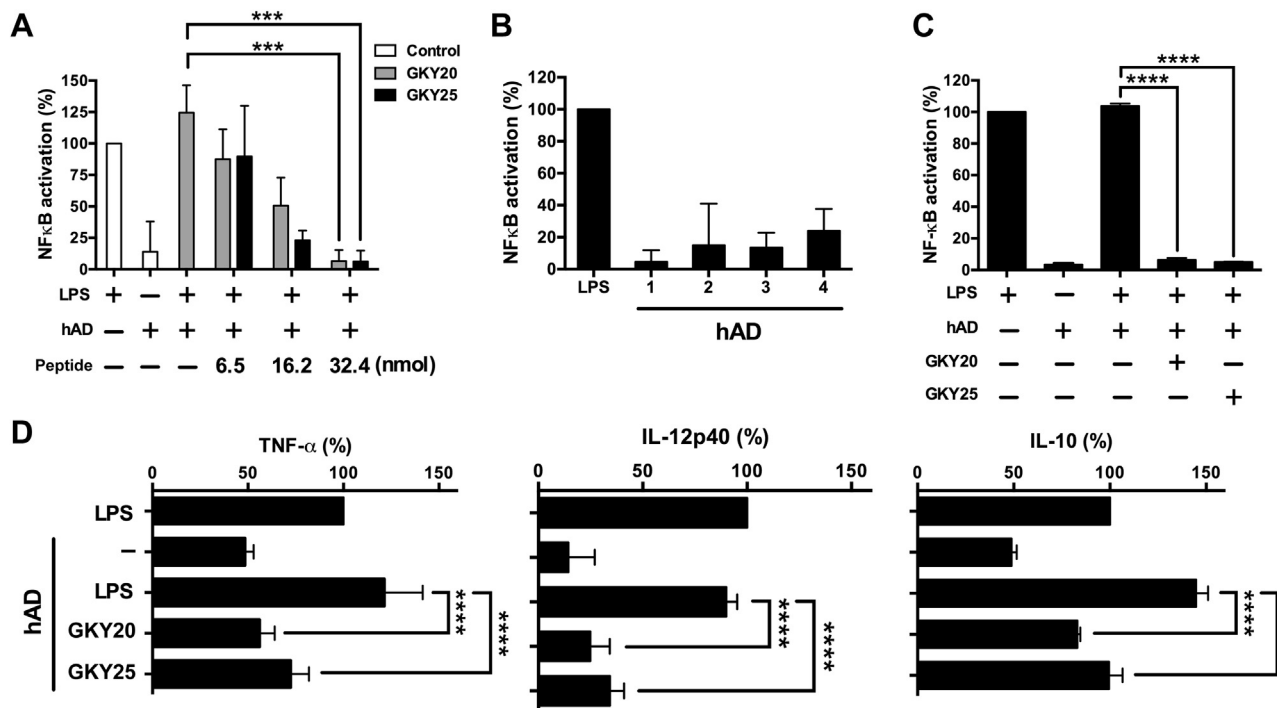 A
***
***
Control
GKY20
GKY25
NFκB activation (%)
150
125
100
75
50
25
0
LPS + – + + + +
hAD – + + + + +
Peptide – – – 6.5 16.2 32.4 (nmol)
B
NFκB activation (%)
120
100
80
60
40
20
0
LPS 1 2 3 4
hAD
C
****
****
NF-κB activation (%)
120
100
80
60
40
20
0
LPS + – + + +
hAD – + + + +
GKY20 – – – + –
GKY25 – – – – +
D
TNF-α (%)
0 50 100 150
LPS
hAD
–
LPS
GKY20
GKY25
****
****
IL-12p40 (%)
0 50 100 150
****
****
IL-10 (%)
0 50 100 150
****